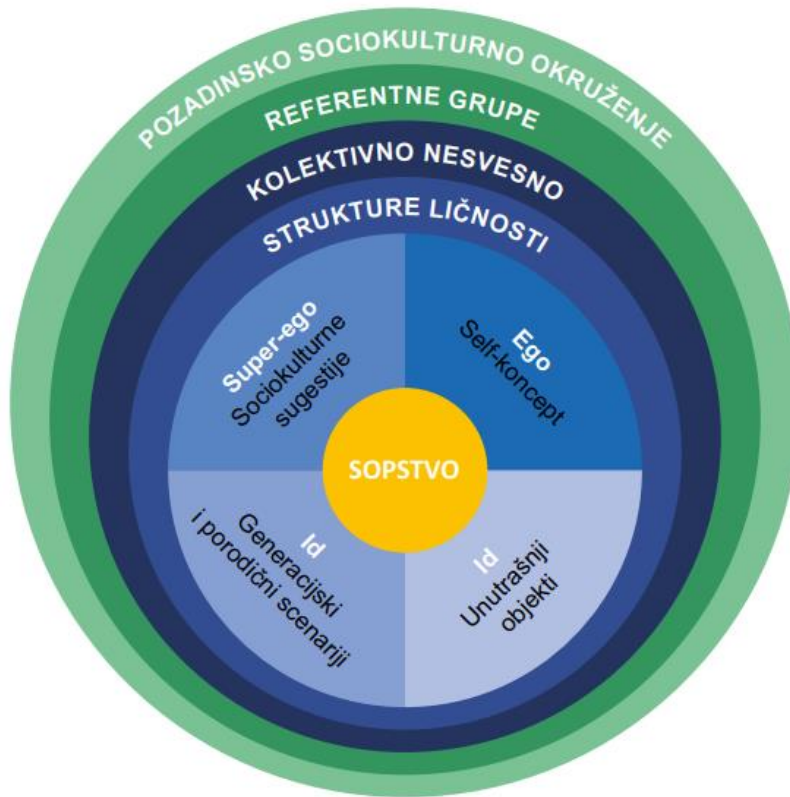 POZADINSKO SOCIOKULTURNO OKRUŽENJE
REFERENTNE GRUPE
KOLEKTIVNO NESVESNO
STRUKTURE LIČNOSTI
Super-ego
Sociokulturne
sugestije
Ego
Self-koncept
SOPSTVO
Id
Generacijski
i porodični scenariji
Id
Unutrašnji
objekti